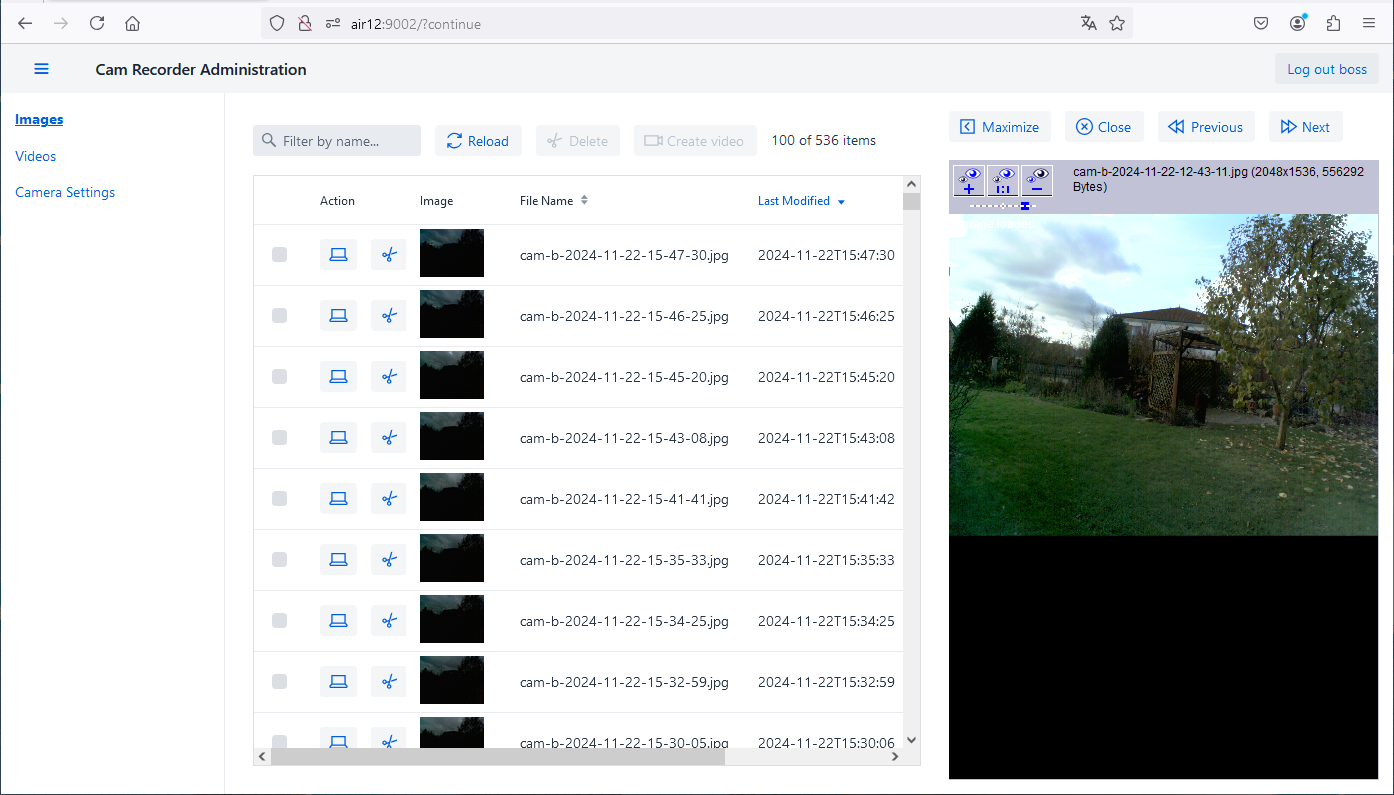 air12:9002/?continue
Cam Recorder Administration
Log out boss
Images
Videos
Camera Settings
Filter by name...
Reload
Delete
Create video
100 of 536 items
Action Image File Name Last Modified
cam-b-2024-11-22-15-47-30.jpg 2024-11-22T15:47:30
cam-b-2024-11-22-15-46-25.jpg 2024-11-22T15:46:25
cam-b-2024-11-22-15-45-20.jpg 2024-11-22T15:45:20
cam-b-2024-11-22-15-43-08.jpg 2024-11-22T15:43:08
cam-b-2024-11-22-15-41-41.jpg 2024-11-22T15:41:42
cam-b-2024-11-22-15-35-33.jpg 2024-11-22T15:35:33
cam-b-2024-11-22-15-34-25.jpg 2024-11-22T15:34:25
cam-b-2024-11-22-15-32-59.jpg 2024-11-22T15:32:59
cam-b-2024-11-22-15-30-05.jpg 2024-11-22T15:30:06
Maximize
Close
Previous
Next
1:1
cam-b-2024-11-22-12-43-11.jpg (2048x1536, 556292
Bytes)